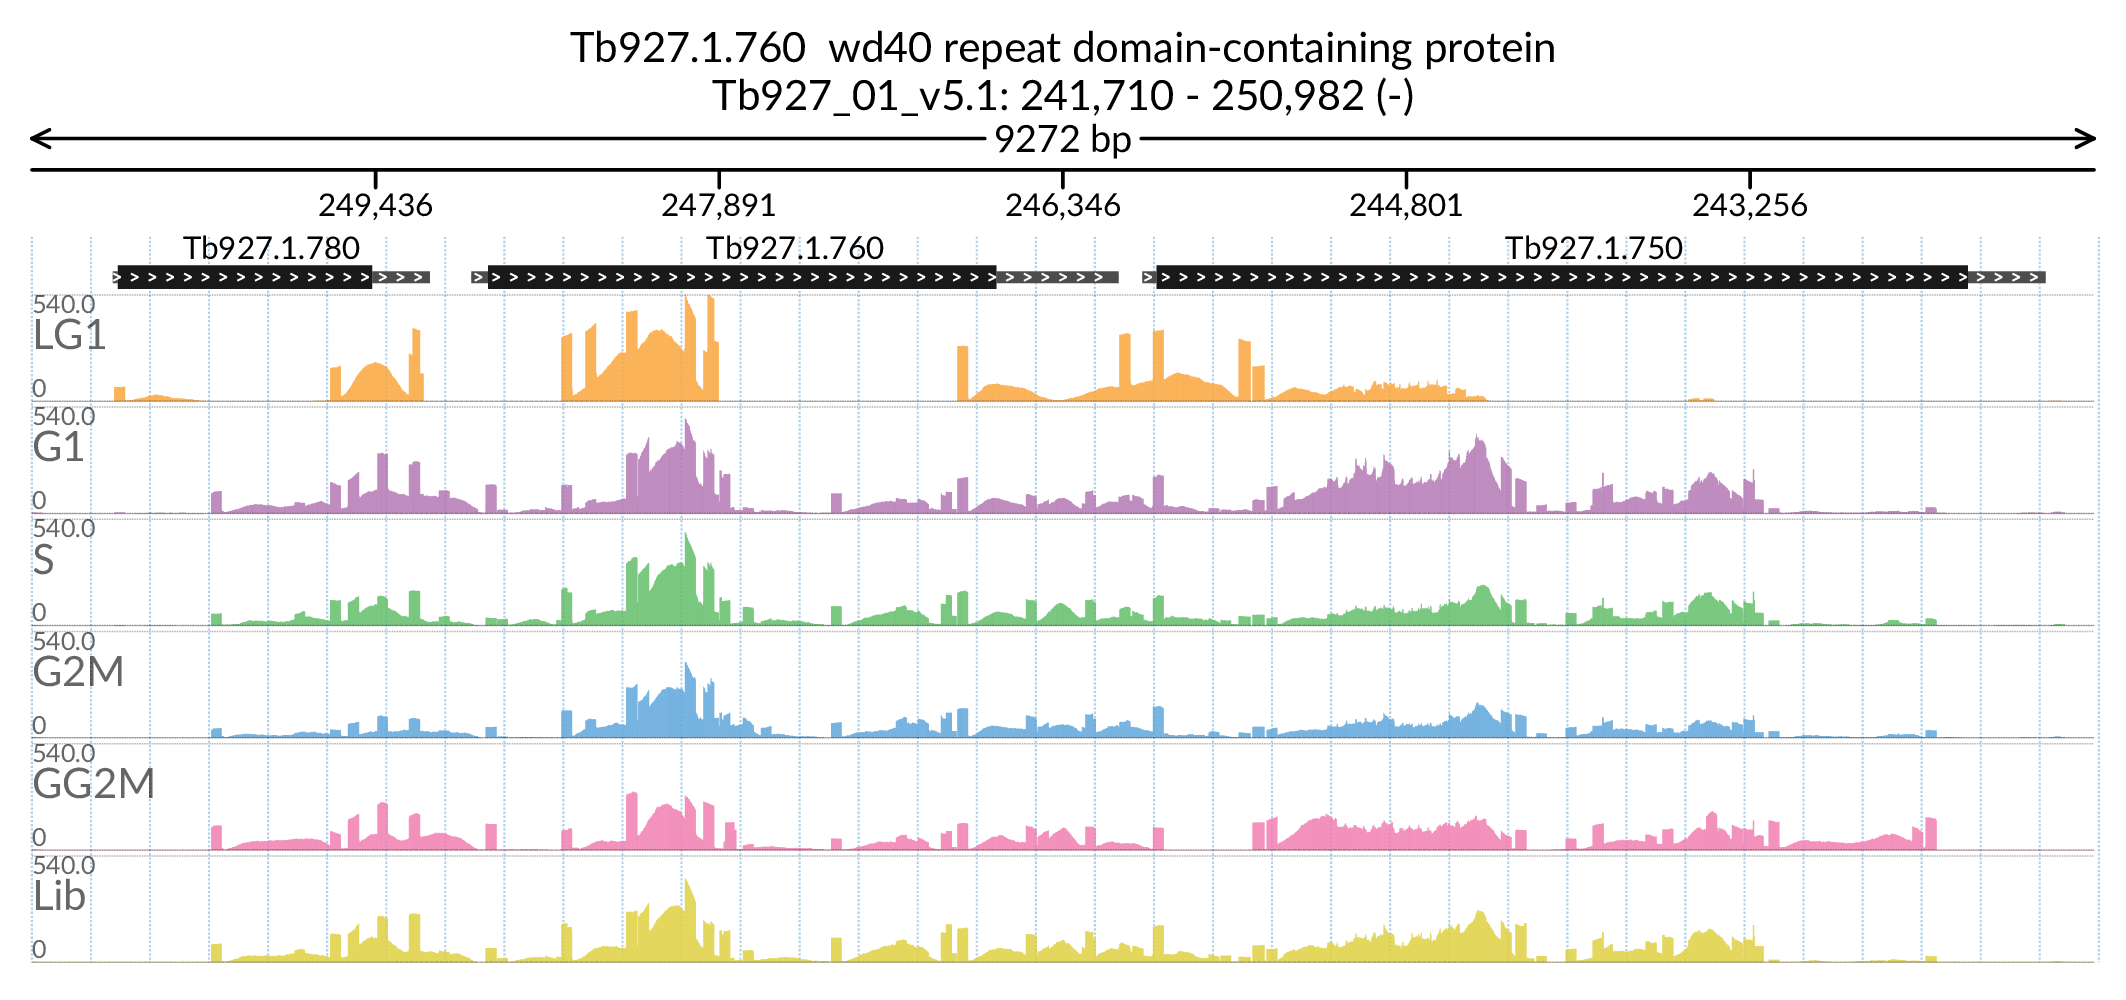 Tb927.1.760 wd40 repeat domain-containing protein
Tb927_01_v5.1: 241,710 - 250,982 (-)
9272 bp
249,436 247,891 246,346 244,801 243,256
Tb927.1.780 Tb927.1.760 Tb927.1.750
540.0
LG1
0
540.0
G1
0
540.0
S
0
540.0
G2M
0
540.0
GG2M
0
540.0
Lib
0